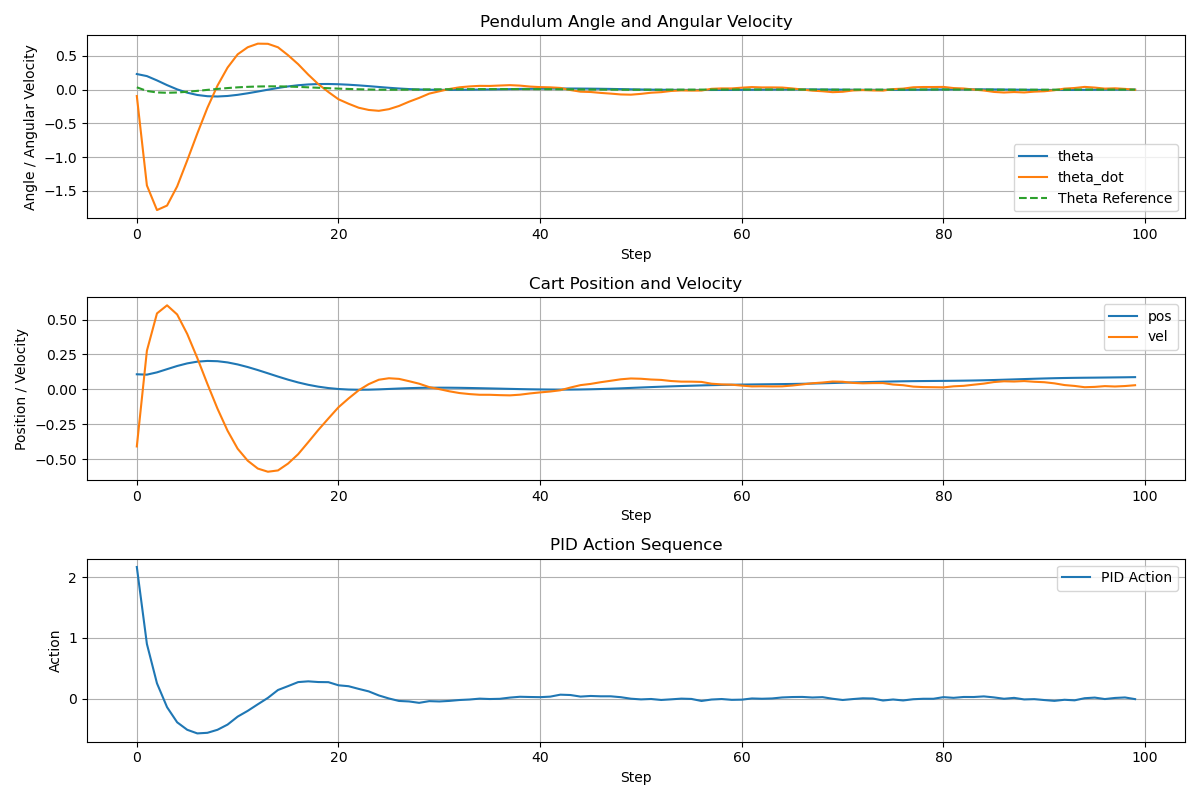 Pendulum Angle and Angular Velocity
Angle / Angular Velocity
0.5
0.0
−0.5
−1.0
−1.5
theta
theta_dot
Theta Reference
0 20 40 60 80 100
Step
Cart Position and Velocity
Position / Velocity
0.50
0.25
0.00
−0.25
−0.50
pos
vel
0 20 40 60 80 100
Step
PID Action Sequence
Action
2
1
0
PID Action
0 20 40 60 80 100
Step